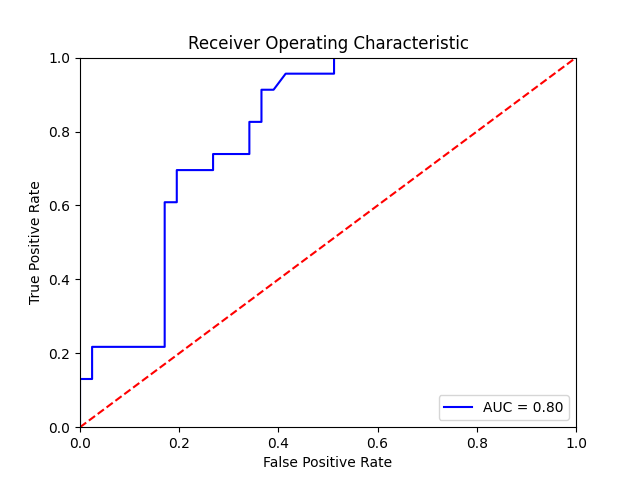 Receiver Operating Characteristic
True Positive Rate
1.0
0.8
0.6
0.4
0.2
0.0
AUC = 0.80
0.0 0.2 0.4 0.6 0.8 1.0
False Positive Rate